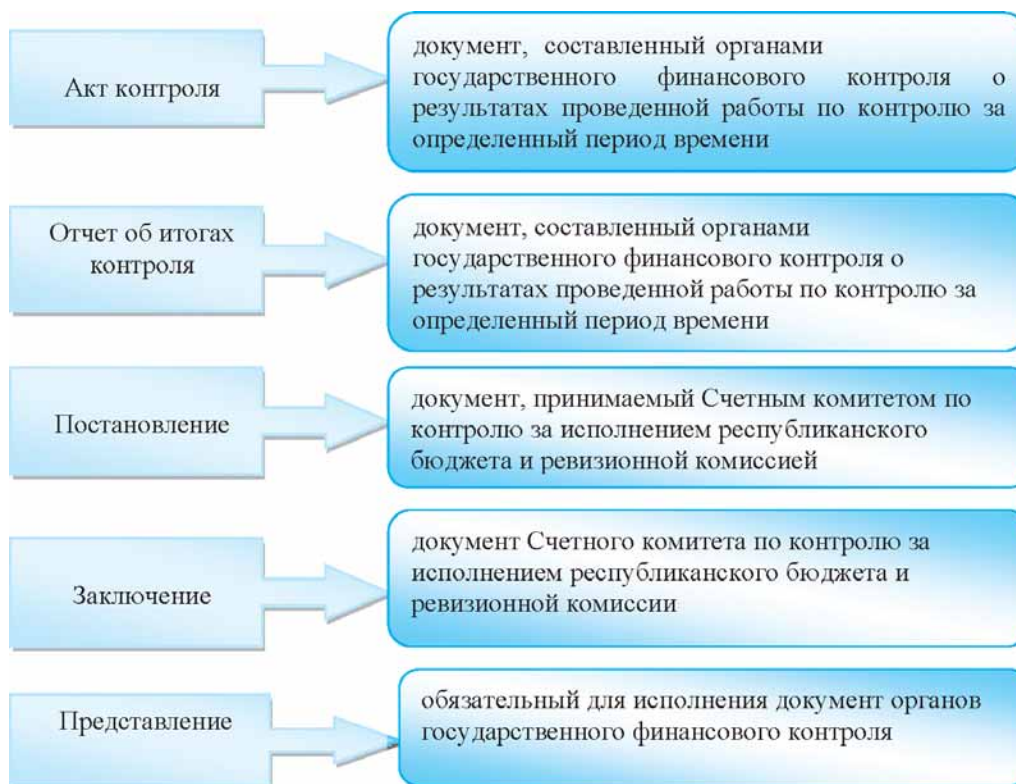 Акт контроля
документ, составленный органами
государственного финансового контроля о
результатах проведенной работы по контролю за
определенный период времени
Отчет об итогах
контроля
документ, составленный органами
государственного финансового контроля о
результатах проведенной работы по контролю за
определенный период времени
Постановление
документ, принимаемый Счетным комитетом по
контролю за исполнением республиканского
бюджета и ревизионной комиссией
Заключение
документ Счетного комитета по контролю за
исполнением республиканского бюджета и
ревизионной комиссии
Представление
обязательный для исполнения документ органов
государственного финансового контроля